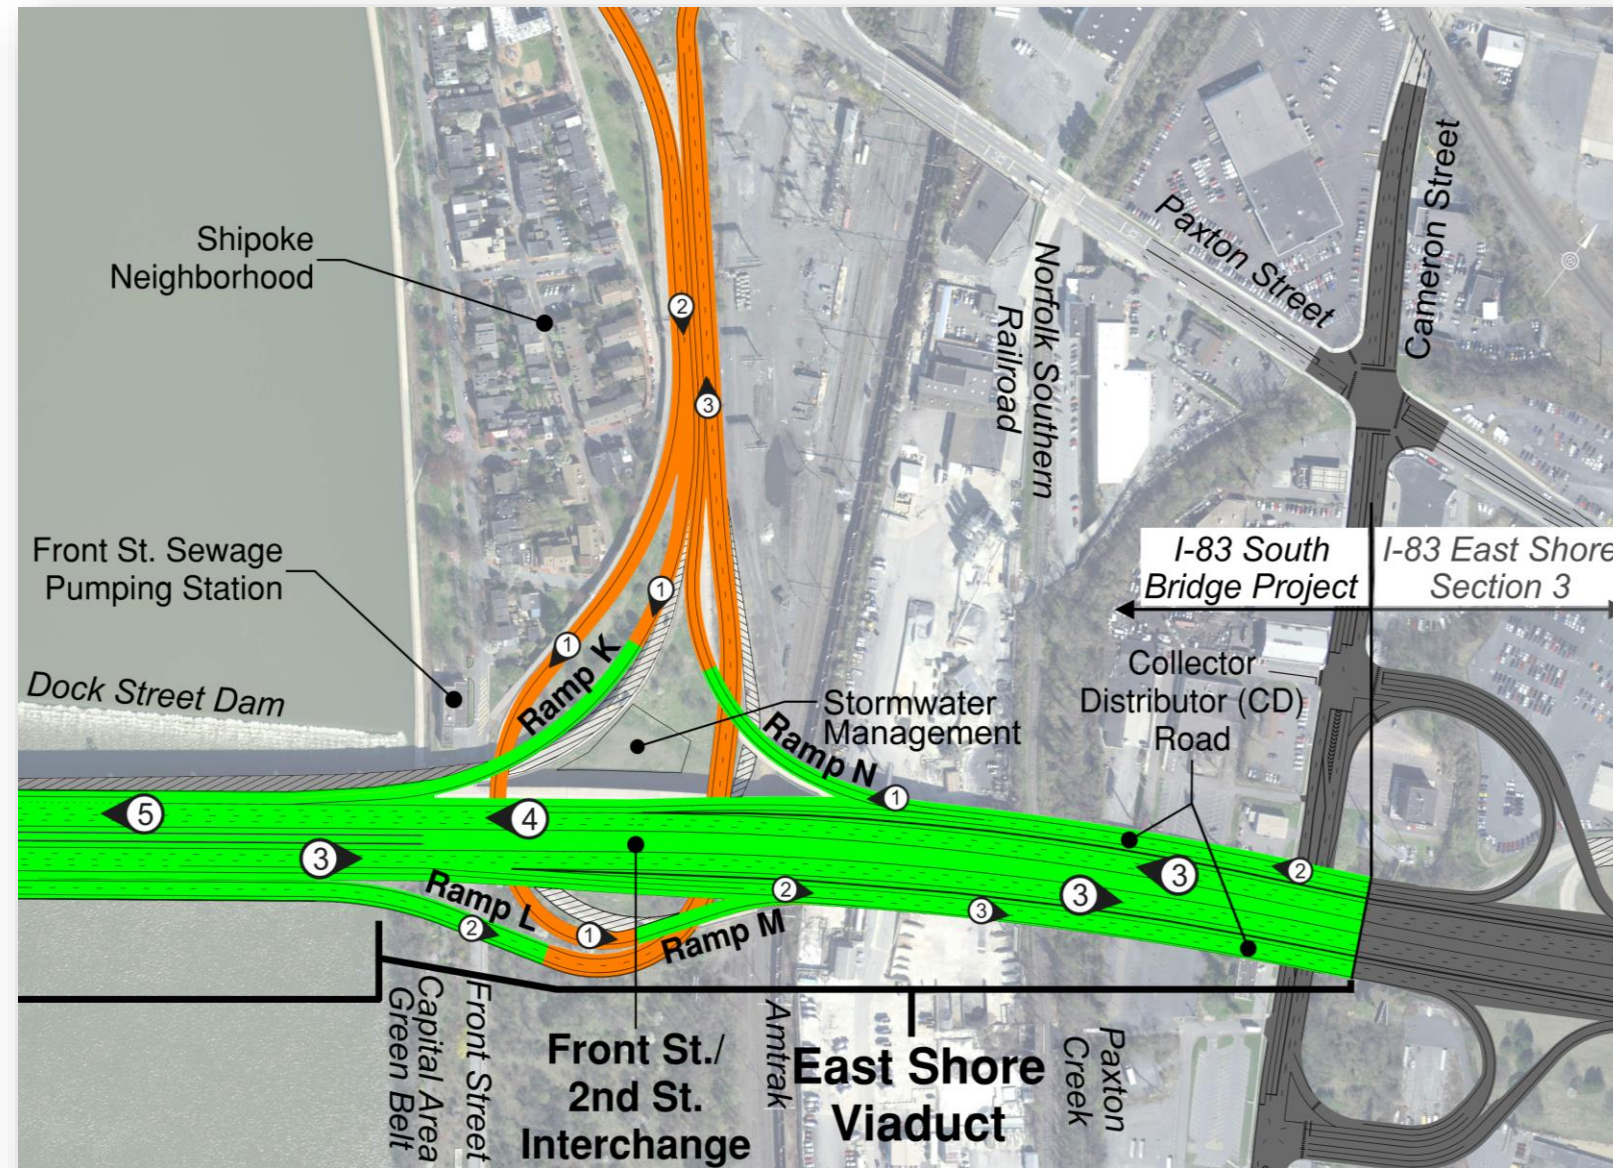 Shipoke
Neighborhood
Paxton Street
Cameron Street
Norfolk Southern
Railroad
2
3
Front St. Sewage
Pumping Station
I-83 South
Bridge Project
I-83 East Shore
Section 3
1
1
Ramp K
Dock Street Dam
Stormwater
Management
Collector
Distributor (CD)
Road
Ramp N
1
5
4
3
2
3
3
Ramp L
2
1
2
Ramp M
3
Capital Area
Green Belt
Front Street
Front St./
2nd St.
Interchange
Amtrak
East Shore
Viaduct
Paxton
Creek